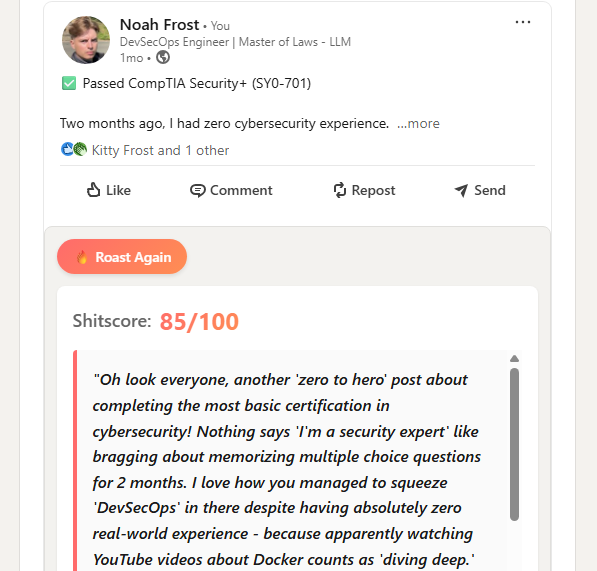 Noah Frost • You
DevSecOps Engineer | Master of Laws - LLM
1mo •
✅ Passed CompTIA Security+ (SY0-701)
Two months ago, I had zero cybersecurity experience. ...more
Kitty Frost and 1 other
Like Comment Repost Send
🔥 Roast Again
Shitscore: 85/100
"Oh look everyone, another 'zero to hero' post about
completing the most basic certification in
cybersecurity! Nothing says 'I'm a security expert' like
bragging about memorizing multiple choice questions
for 2 months. I love how you managed to squeeze
'DevSecOps' in there despite having absolutely zero
real-world experience - because apparently watching
YouTube videos about Docker counts as 'diving deep.'